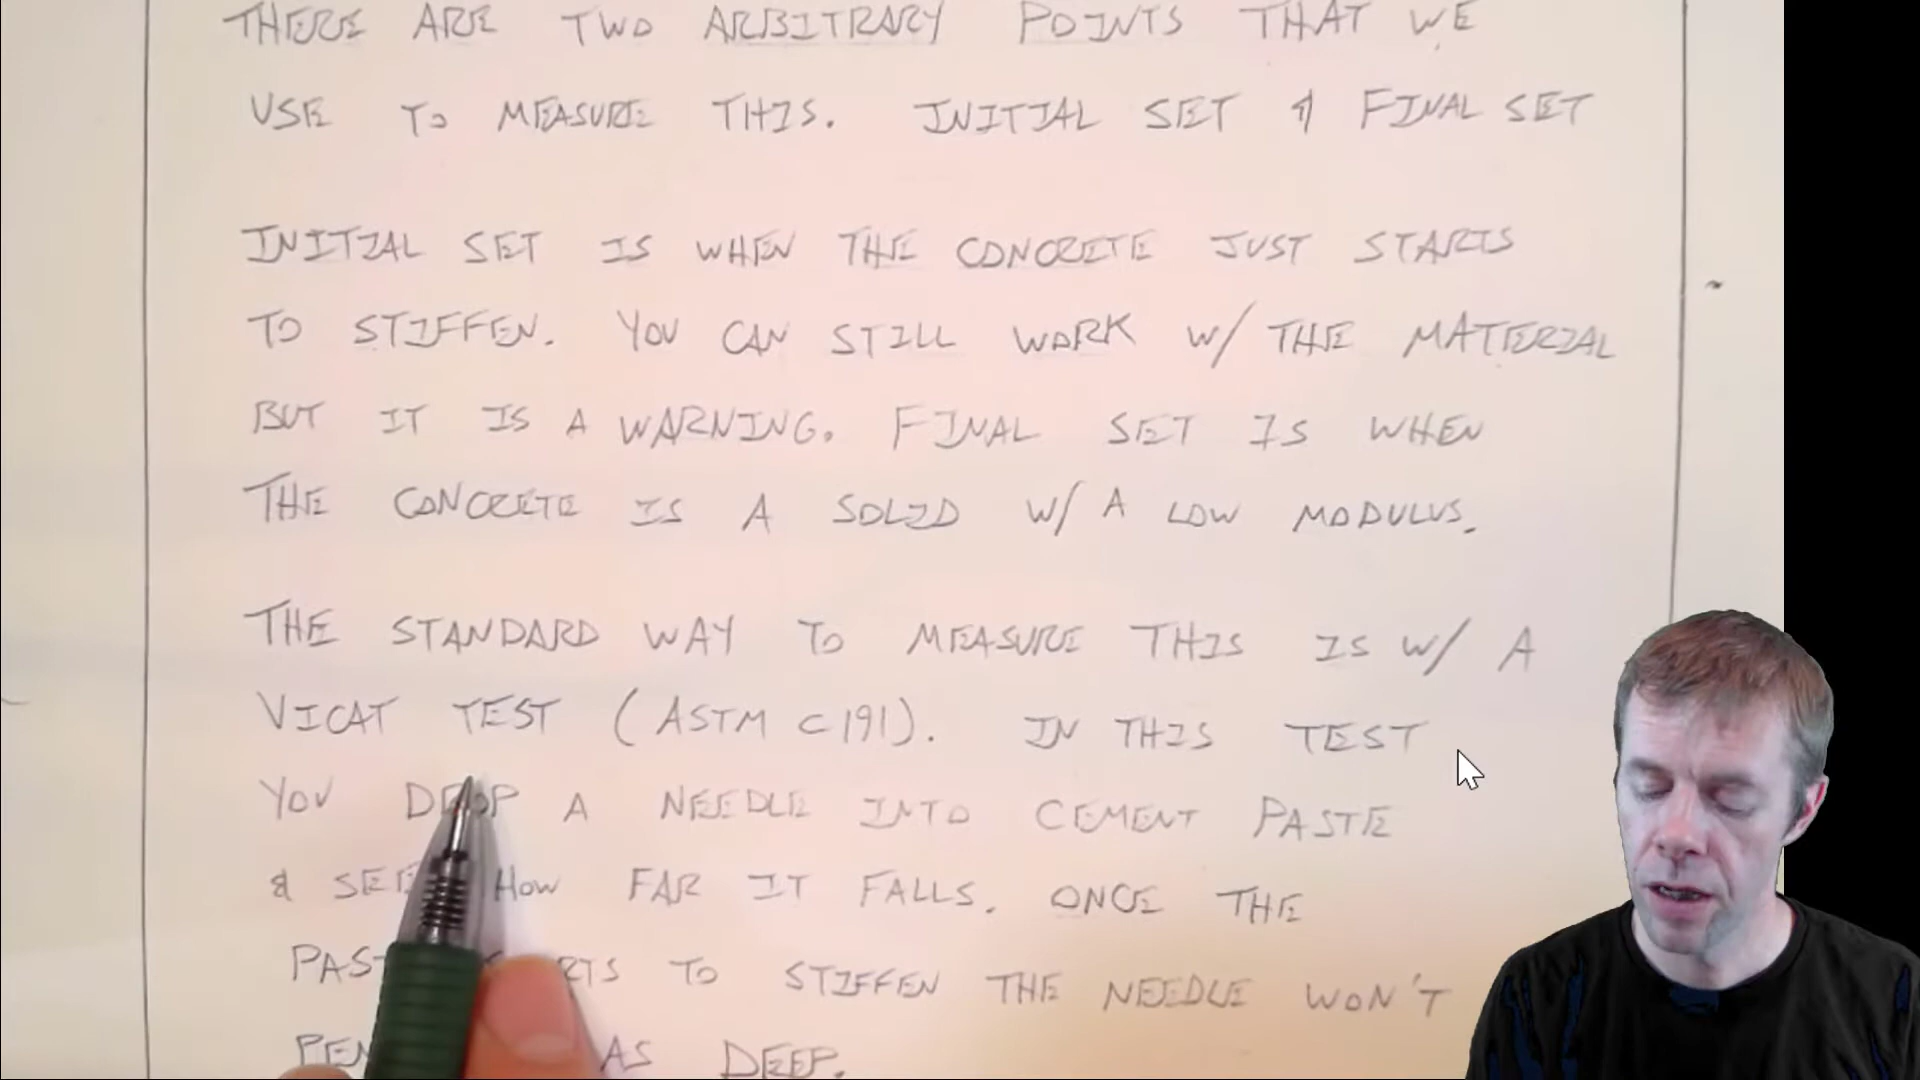 THERE ARE TWO ARBITRARY POINTS THAT WE
USE TO MEASURE THIS. INITIAL SET & FINAL SET
INITIAL SET IS WHEN THE CONCRETE JUST STARTS
TO STIFFEN. YOU CAN STILL WORK W/ THE MATERIAL
BUT IT IS A WARNING. FINAL SET IS WHEN
THE CONCRETE IS A SOLID W/ A LOW MODULUS.
THE STANDARD WAY TO MEASURE THIS IS W/ A
VICAT TEST (ASTM C191). IN THIS TEST
YOU DROP A NEEDLE INTO CEMENT PASTE
& SEE HOW FAR IT FALLS. ONCE THE
TO STIFFEN THE NEEDLE WON'T
AS DEEP.